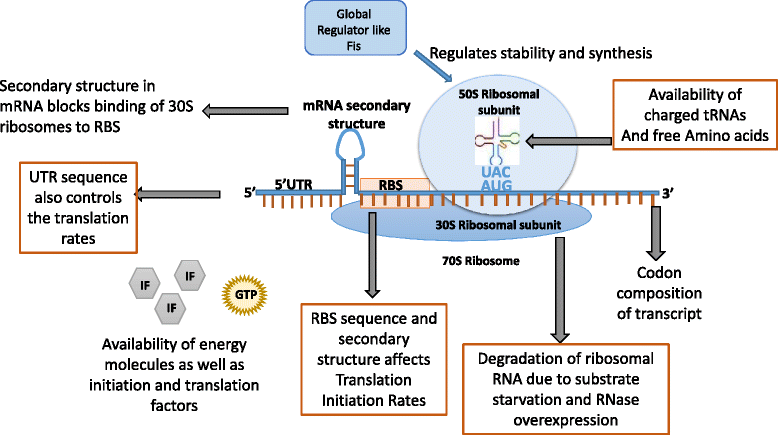 Global
Regulator like
Fis
Regulates stability and synthesis
Secondary structure in
mRNA blocks binding of 30S
ribosomes to RBS
mRNA secondary
structure
50S Ribosomal
subunit
Availability of
charged tRNAs
And free Amino acids
UTR sequence
also controls
the translation
rates
5'
5'UTR
RBS
UAC
AUG
3'
30S Ribosomal subunit
70S Ribosome
IF
IF
IF
GTP
Availability of energy
molecules as well as
initiation and translation
factors
RBS sequence and
secondary
structure affects
Translation
Initiation Rates
Degradation of ribosomal
RNA due to substrate
starvation and RNase
overexpression
Codon
composition
of transcript